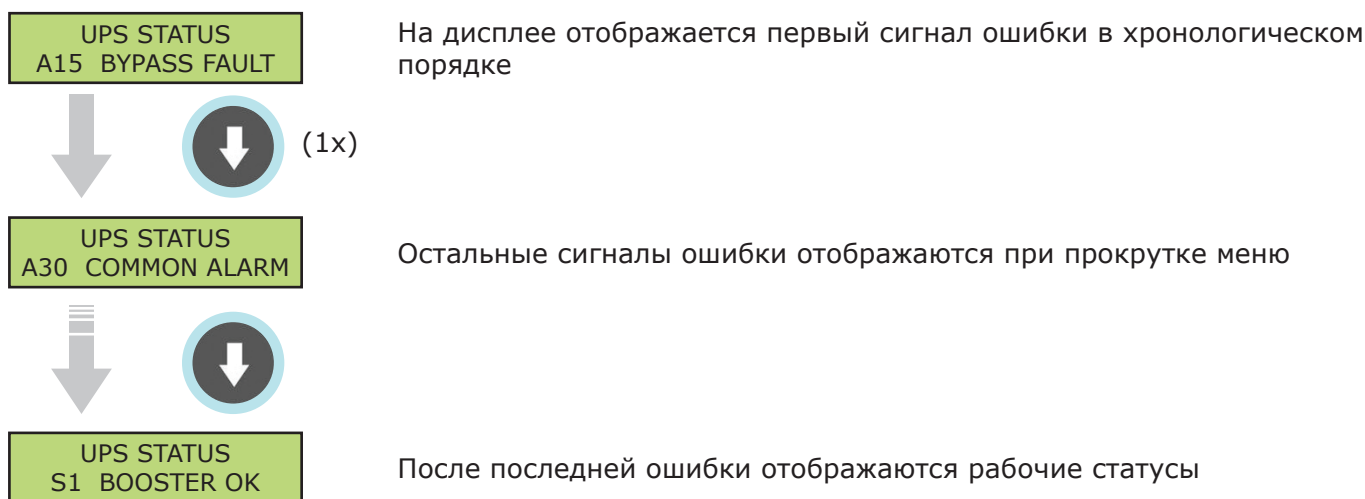 UPS STATUS
A15 BYPASS FAULT
На дисплее отображается первый сигнал ошибки в хронологическом
порядке
(1x)
UPS STATUS
A30 COMMON ALARM
Остальные сигналы ошибки отображаются при прокрутке меню
UPS STATUS
S1 BOOSTER OK
После последней ошибки отображаются рабочие статусы